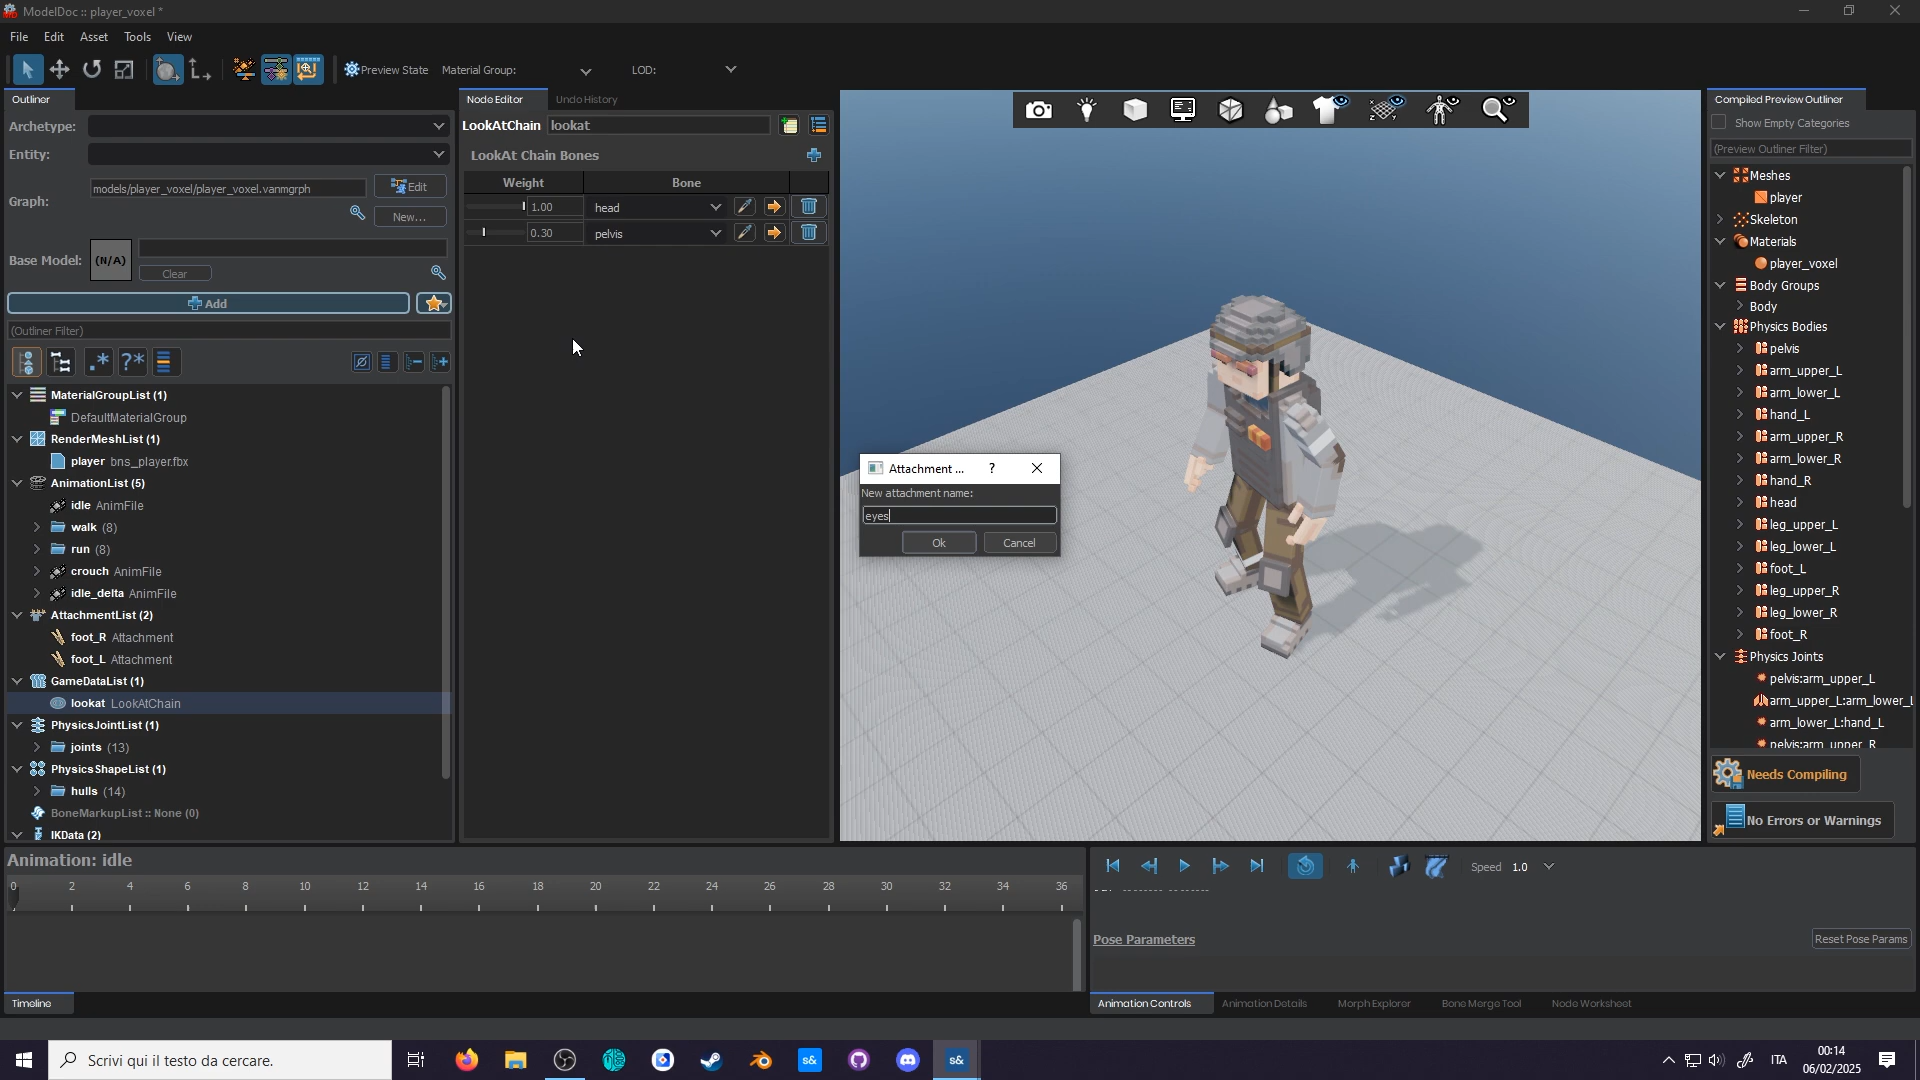 ModelDoc :: player_voxel *
File Edit Asset Tools View
Preview State Material Group: LOD:
Outliner
Archetype:
Entity:
Graph:
models/player_voxel/player_voxel.vanmgrph
Edit
New...
Base Model:
(N/A)
Clear
Add
(Outliner Filter)
MaterialGroupList (1)
DefaultMaterialGroup
RenderMeshList (1)
player bns_player.fbx
AnimationList (5)
idle AnimFile
walk (8)
run (8)
crouch AnimFile
idle_delta AnimFile
AttachmentList (2)
foot_R Attachment
foot_L Attachment
GameDataList (1)
lookat LookAtChain
PhysicsJointList (1)
joints (13)
PhysicsShapeList (1)
hulls (14)
BoneMarkupList :: None (0)
IKData (2)
Node Editor Undo History
LookAtChain lookat
LookAt Chain Bones
Weight Bone
1.00 head
0.30 pelvis
Attachment ... ?
New attachment name:
eyes
Ok Cancel
Compiled Preview Outliner
Show Empty Categories
(Preview Outliner Filter)
Meshes
player
Skeleton
Materials
player_voxel
Body Groups
Body
Physics Bodies
pelvis
arm_upper_L
arm_lower_L
hand_L
arm_upper_R
arm_lower_R
hand_R
head
leg_upper_L
leg_lower_L
foot_L
leg_upper_R
leg_lower_R
foot_R
Physics Joints
pelvis:arm_upper_L
arm_upper_L:arm_lower_L
arm_lower_L:hand_L
pelvis:arm_upper_R
Needs Compiling
No Errors or Warnings
Animation: idle
0 2 4 6 8 10 12 14 16 18 20 22 24 26 28 30 32 34 36
Timeline
Speed 1.0
Pose Parameters
Reset Pose Params
Animation Controls Animation Details Morph Explorer Bone Merge Tool Node Worksheet
Scrivi qui il testo da cercare.
s&
s&
ITA
00:14
06/02/2025